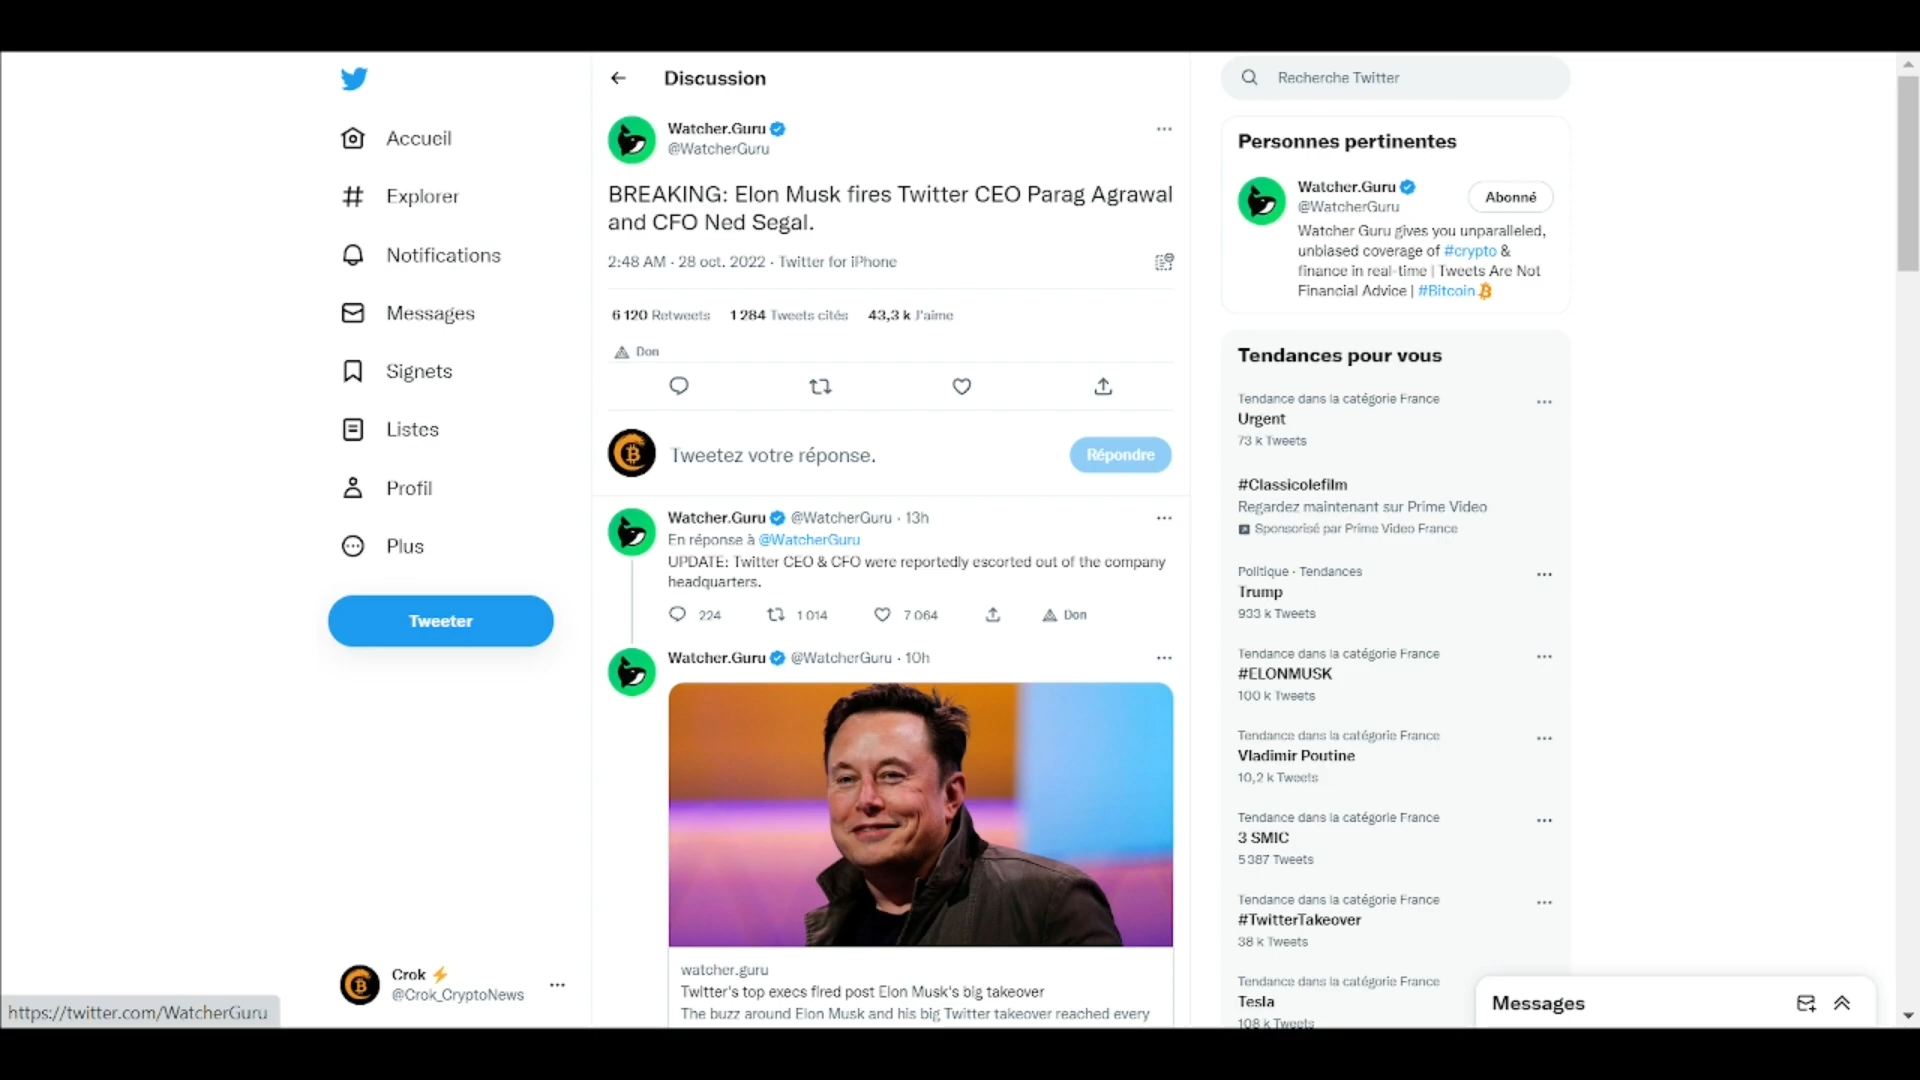 Accueil
Explorer
Notifications
Messages
Signets
Listes
Profil
Plus
Tweeter
Crok ⚡
@Crok_CryptoNews
https://twitter.com/WatcherGuru
Discussion
Watcher.Guru
@WatcherGuru
BREAKING: Elon Musk fires Twitter CEO Parag Agrawal
and CFO Ned Segal.
2:48 AM · 28 oct. 2022 · Twitter for iPhone
6 120 Retweets 1 284 Tweets cités 43,3 k J'aime
Don
Tweetez votre réponse.
Répondre
Watcher.Guru @WatcherGuru · 13h
En réponse à @WatcherGuru
UPDATE: Twitter CEO & CFO were reportedly escorted out of the company
headquarters.
224 1 014 7 064 Don
Watcher.Guru @WatcherGuru · 10h
watcher.guru
Twitter's top execs fired post Elon Musk's big takeover
The buzz around Elon Musk and his big Twitter takeover reached every
Recherche Twitter
Personnes pertinentes
Watcher.Guru
@WatcherGuru
Abonné
Watcher Guru gives you unparalleled,
unbiased coverage of #crypto &
finance in real-time | Tweets Are Not
Financial Advice | #Bitcoin
Tendances pour vous
Tendance dans la catégorie France
Urgent
73 k Tweets
#Classicolefilm
Regardez maintenant sur Prime Video
Sponsorisé par Prime Video France
Politique · Tendances
Trump
933 k Tweets
Tendance dans la catégorie France
#ELONMUSK
100 k Tweets
Tendance dans la catégorie France
Vladimir Poutine
10,2 k Tweets
Tendance dans la catégorie France
3 SMIC
5 387 Tweets
Tendance dans la catégorie France
#TwitterTakeover
38 k Tweets
Tendance dans la catégorie France
Tesla
108 k Tweets
Messages